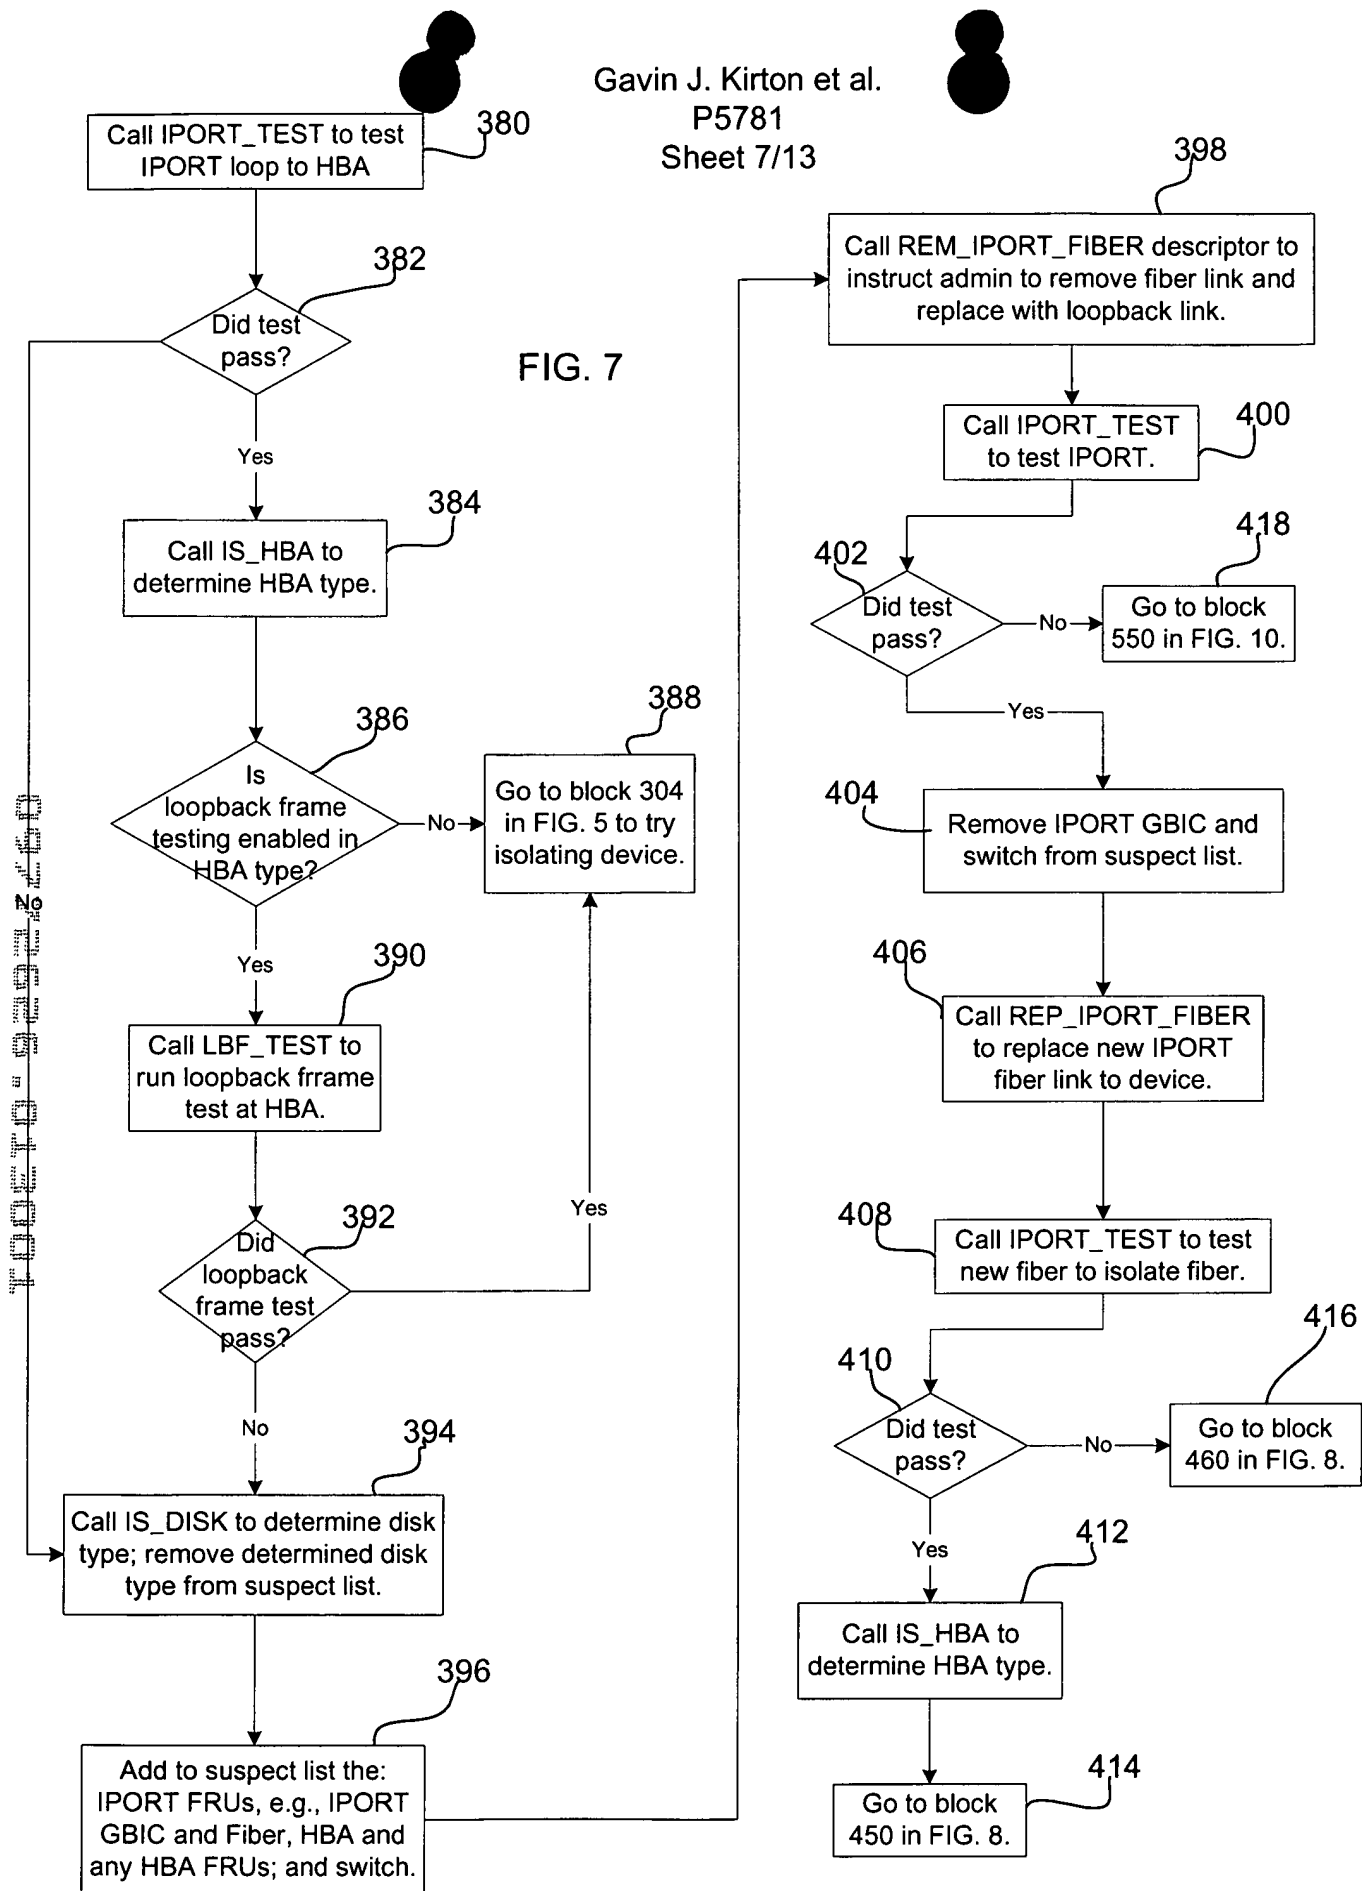 Gavin J. Kirton et al.
P5781
Sheet 7/13
FIG. 7
Call IPORT_TEST to test
IPORT loop to HBA
380
382
Did test
pass?
No
Yes
384
Call IS_HBA to
determine HBA type.
386
Is
loopback frame
testing enabled in
HBA type?
No
388
Go to block 304
in FIG. 5 to try
isolating device.
Yes
390
Call LBF_TEST to
run loopback frrame
test at HBA.
392
Did
loopback
frame test
pass?
Yes
No
394
Call IS_DISK to determine disk
type; remove determined disk
type from suspect list.
396
Add to suspect list the:
IPORT FRUs, e.g., IPORT
GBIC and Fiber, HBA and
any HBA FRUs; and switch.
398
Call REM_IPORT_FIBER descriptor to
instruct admin to remove fiber link and
replace with loopback link.
400
Call IPORT_TEST
to test IPORT.
402
Did test
pass?
No
418
Go to block
550 in FIG. 10.
Yes
404
Remove IPORT GBIC and
switch from suspect list.
406
Call REP_IPORT_FIBER
to replace new IPORT
fiber link to device.
408
Call IPORT_TEST to test
new fiber to isolate fiber.
410
Did test
pass?
No
416
Go to block
460 in FIG. 8.
Yes
412
Call IS_HBA to
determine HBA type.
414
Go to block
450 in FIG. 8.